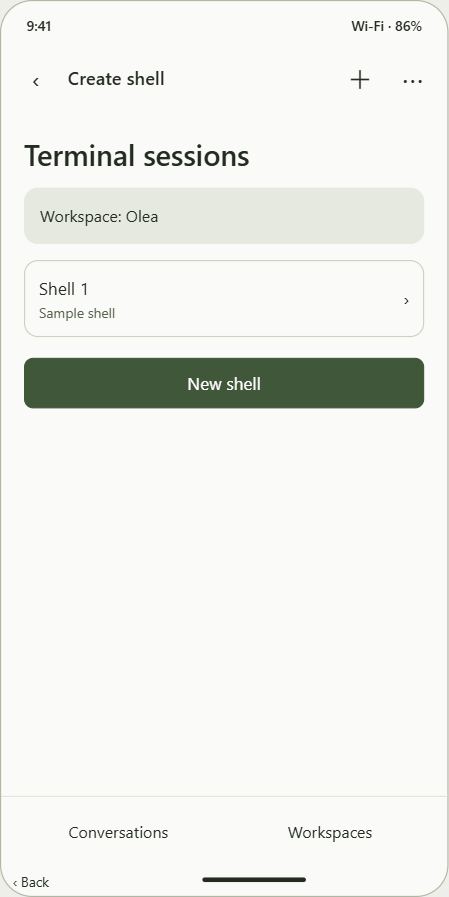 9:41
Wi-Fi · 86%
‹ Create shell + ...
Terminal sessions
Workspace: Olea
Shell 1
Sample shell
›
New shell
Conversations
Workspaces
‹ Back